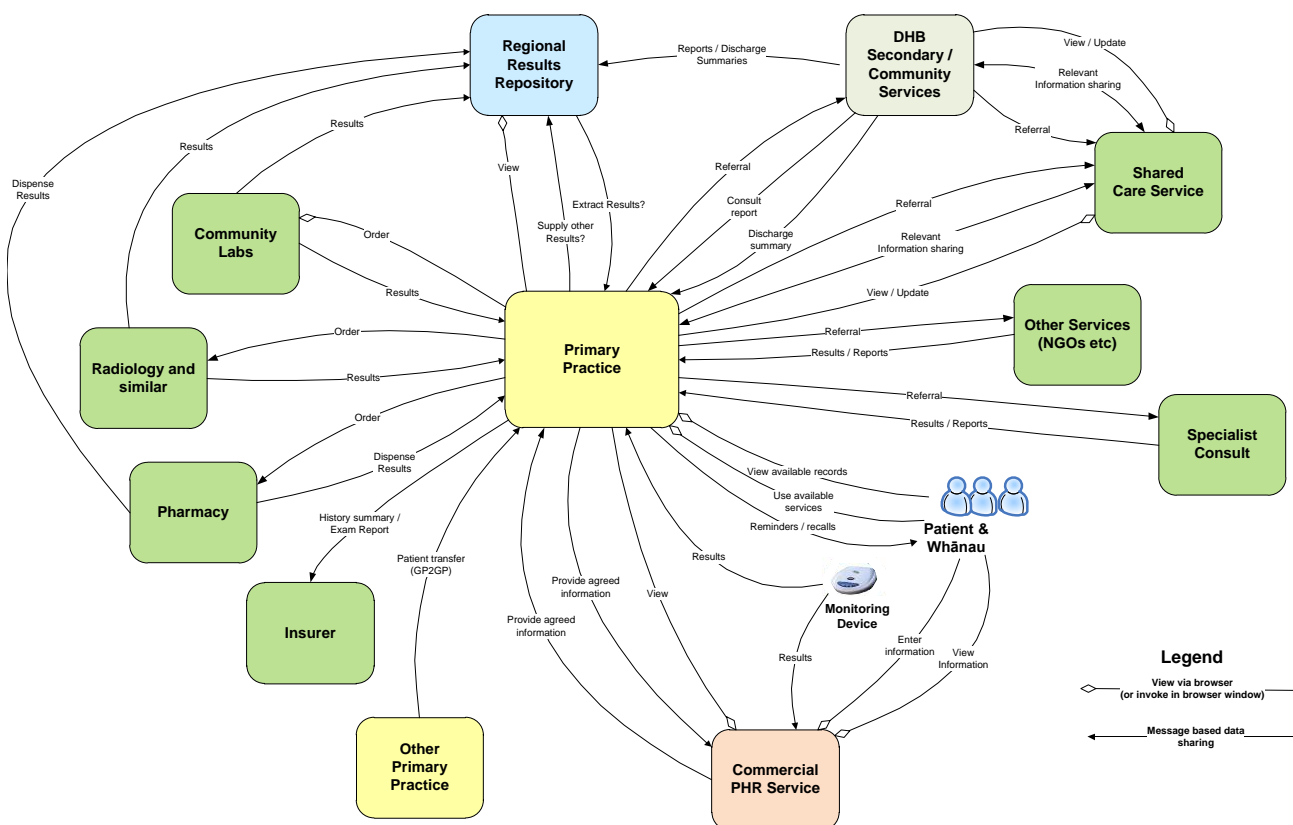 Regional
Results
Repository
DHB
Secondary /
Community
Services
Reports / Discharge
Summaries
View / Update
Relevant
Information sharing
Referral
Shared
Care Service
Results
Results
Dispense
Results
View
Extract Results?
Supply other
Results?
Referral
Consult
report
Discharge
summary
Referral
Relevant
Information sharing
View / Update
Community
Labs
Order
Results
Radiology and
similar
Order
Results
Primary
Practice
Referral
Results / Reports
Other Services
(NGOs etc)
Referral
Results / Reports
Specialist
Consult
Pharmacy
Order
Dispense
Results
View available records
Use available
services
Reminders / recalls
Patient &
Whānau
History summary /
Exam Report
Insurer
Patient transfer
(GP2GP)
Provide agreed
information
Provide agreed
information
View
Results
Monitoring
Device
Results
Enter
information
View
Information
Other
Primary
Practice
Commercial
PHR Service
Legend
View via browser
(or invoke in browser window)
Message based data
sharing